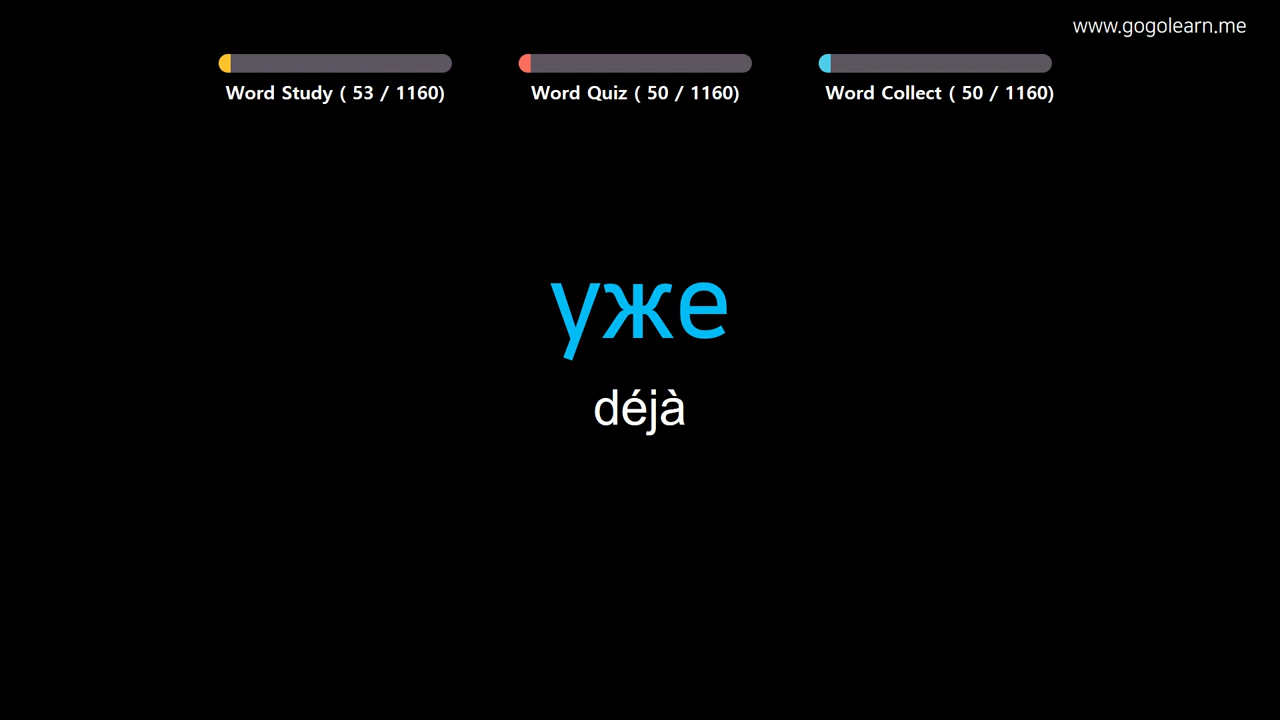 www.gogolearn.me
Word Study ( 53 / 1160)
Word Quiz ( 50 / 1160)
Word Collect ( 50 / 1160)
уже
déjà